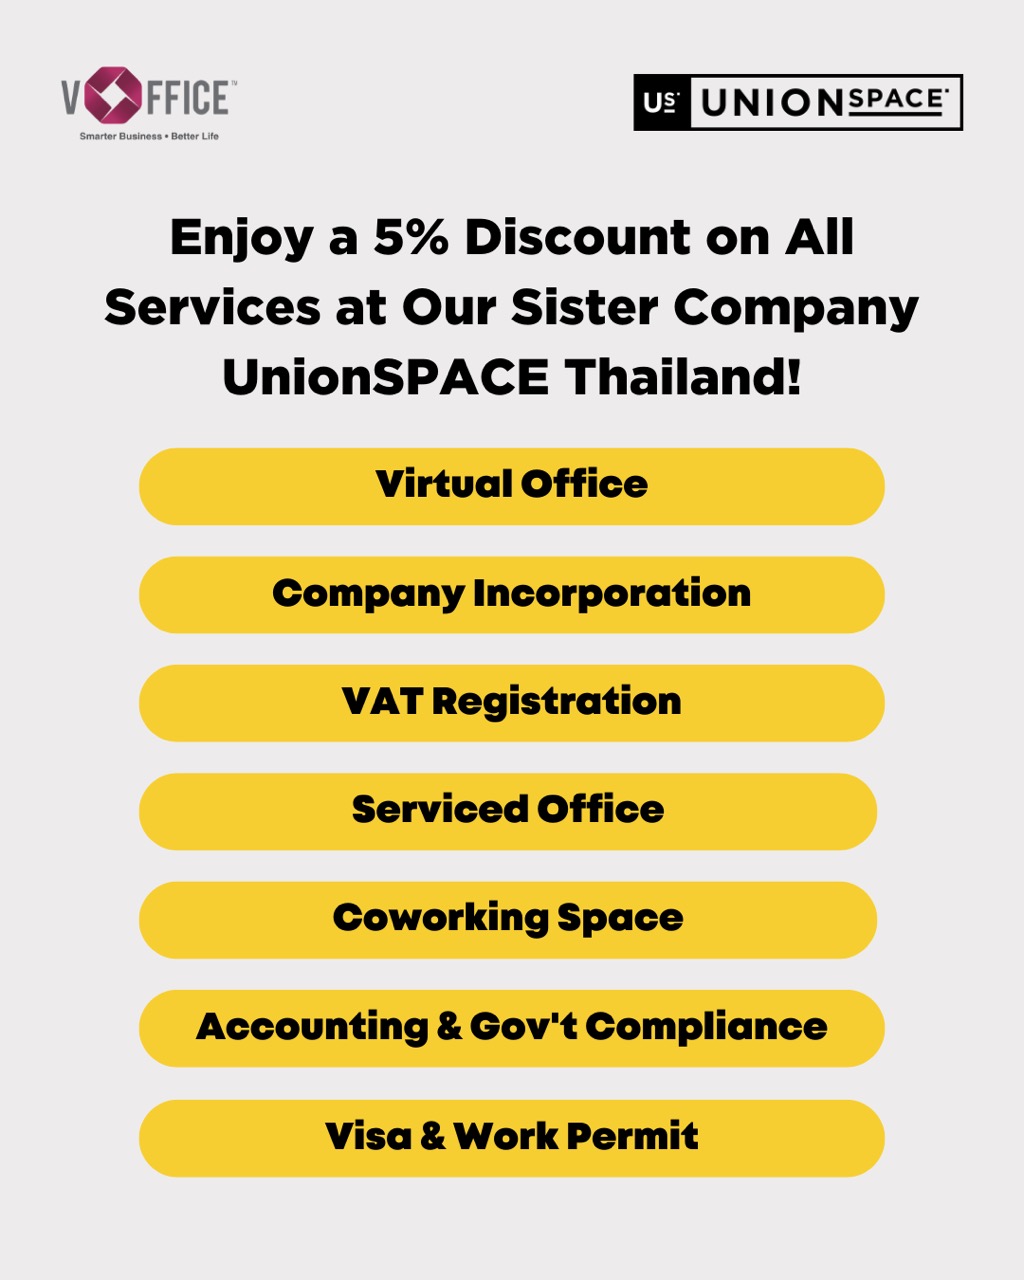 VOFFICE™
Smarter Business • Better Life
US UNIONSPACE
Enjoy a 5% Discount on All
Services at Our Sister Company
UnionSPACE Thailand!
Virtual Office
Company Incorporation
VAT Registration
Serviced Office
Coworking Space
Accounting & Gov't Compliance
Visa & Work Permit